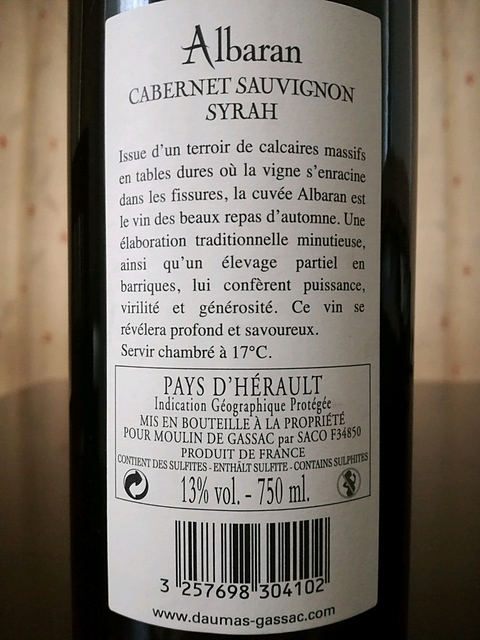 Albaran
CABERNET SAUVIGNON
SYRAH
Issue d'un terroir de calcaires massifs
en tables dures où la vigne s'enracine
dans les fissures, la cuvée Albaran est
le vin des beaux repas d'automne. Une
élaboration traditionnelle minutieuse,
ainsi qu'un élevage partiel en
barriques, lui confèrent puissance,
virilité et générosité. Ce vin se
révélera profond et savoureux.
Servir chambré à 17°C.
PAYS D'HÉRAULT
Indication Géographique Protégée
MIS EN BOUTEILLE À LA PROPRIÉTÉ
POUR MOULIN DE GASSAC par SACO F34850
PRODUIT DE FRANCE
CONTIENT DES SULFITES - ENTHÄLT SULFITE - CONTAINS SULPHITES
13% vol. - 750 ml.
3 257698 304102
www.daumas-gassac.com